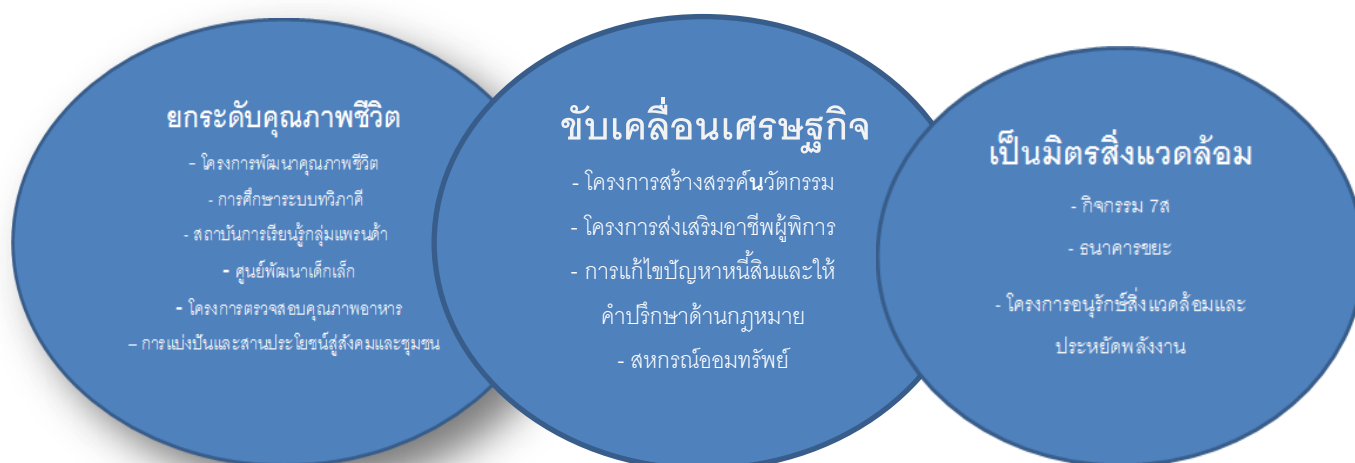 ยกระดับคุณภาพชีวิต
- โครงการพัฒนาคุณภาพชีวิต
- การศึกษาระบบทวิภาคี
- สถาบันการเรียนรู้กลุ่มแพรนด้า
- ศูนย์พัฒนาเด็กเล็ก
- โครงการตรวจสอบคุณภาพอาหาร
– การแบ่งปันและสานประโยชน์สู่สังคมและชุมชน
ขับเคลื่อนเศรษฐกิจ
- โครงการสร้างสรรค์นวัตกรรม
- โครงการส่งเสริมอาชีพผู้พิการ
- การแก้ไขปัญหาหนี้สินและให้
คำปรึกษาด้านกฎหมาย
- สหกรณ์ออมทรัพย์
เป็นมิตรสิ่งแวดล้อม
- กิจกรรม 7ส
- ธนาคารขยะ
- โครงการอนุรักษ์สิ่งแวดล้อมและ
ประหยัดพลังงาน